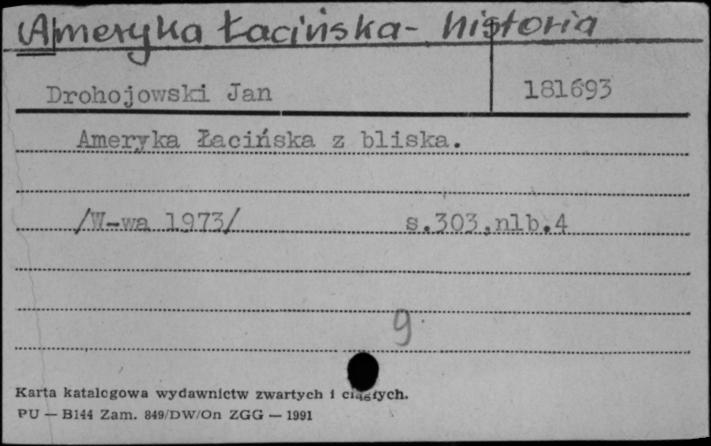 Ameryka Łacińska - historia
Drohojowski Jan 181693
Ameryka Łacińska z bliska.
/W-wa 1973/ s.303,nlb.4
9
Karta katalogowa wydawnictw zwartych i ciągłych.
PU — B144 Zam. 849/DW/On ZGG — 1991